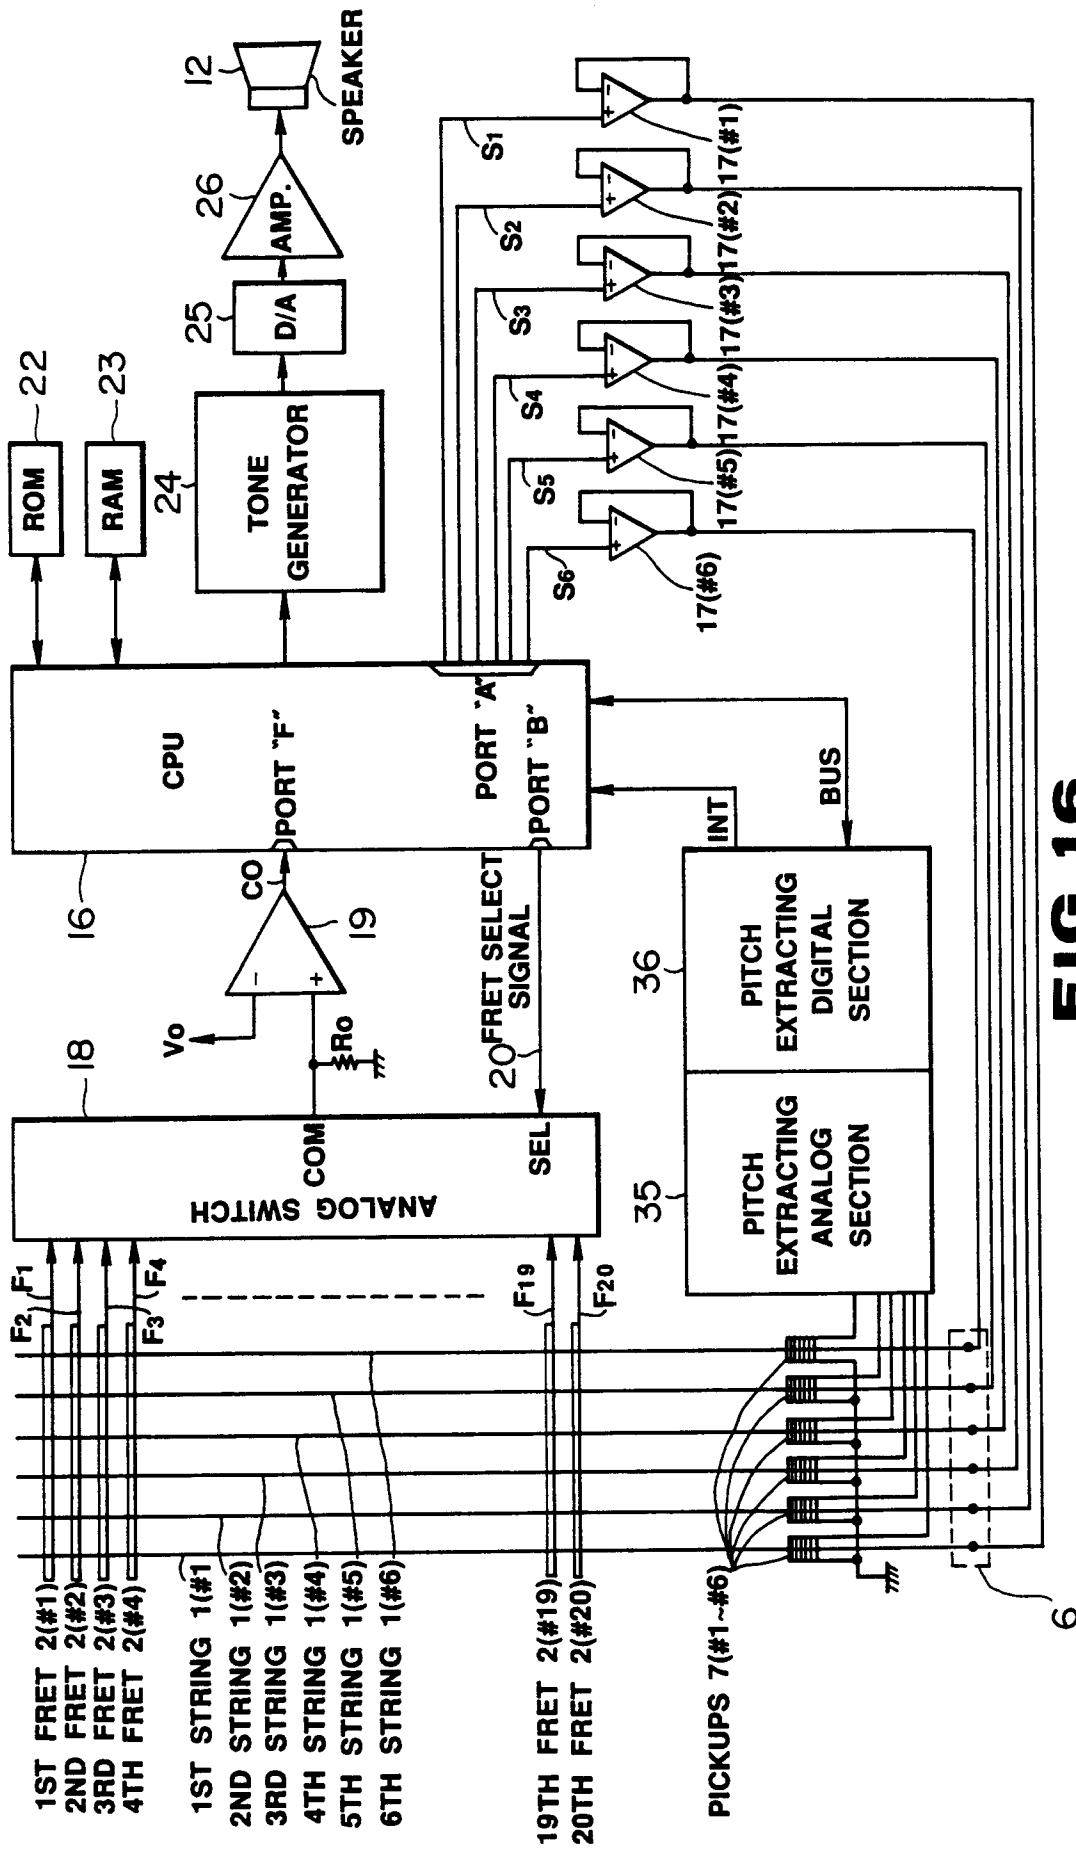 1ST FRET 2(#1)
2ND FRET 2(#2)
3RD FRET 2(#3)
4TH FRET 2(#4)
1ST STRING 1(#1
2ND STRING 1(#2)
3RD STRING 1(#3)
4TH STRING 1(#4)
5TH STRING 1(#5)
6TH STRING 1(#6)
19TH FRET 2(#19)
20TH FRET 2(#20)
PICKUPS 7(#1~#6)
6
F1
F2
F3
F4
F19
F20
18
ANALOG SWITCH
COM
SEL
Vo
Ro
-
+
19
CO
20
FRET SELECT
SIGNAL
35
PITCH
EXTRACTING
ANALOG
SECTION
36
PITCH
EXTRACTING
DIGITAL
SECTION
INT
BUS
16
CPU
PORT "F"
PORT "A"
PORT "B"
ROM
22
RAM
23
24
TONE
GENERATOR
25
D/A
26
AMP.
12
SPEAKER
S1
S2
S3
S4
S5
S6
+ -
+ -
+ -
+ -
+ -
+ -
17(#1)
17(#2)
17(#3)
17(#4)
17(#5)
17(#6)
FIG.16